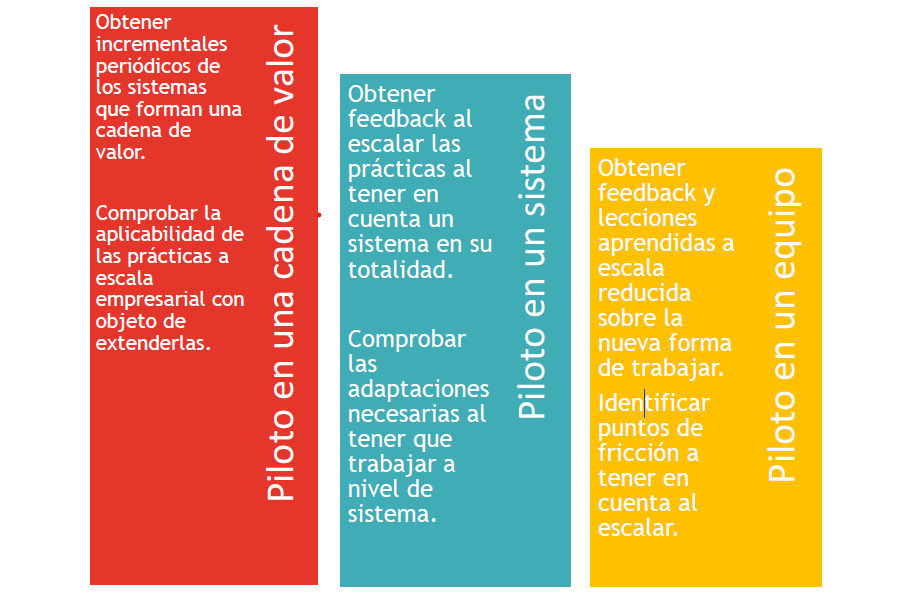 Obtener
incrementales
periódicos de
los sistemas
que forman una
cadena de
valor.
Comprobar la
aplicabilidad de
las prácticas a
escala
empresarial con
objeto de
extenderlas.
Piloto en una cadena de valor
Obtener
feedback al
escalar las
prácticas al
tener en
cuenta un
sistema en su
totalidad.
Comprobar
las
adaptaciones
necesarias al
tener que
trabajar a
nivel de
sistema.
Piloto en un sistema
Obtener
feedback y
lecciones
aprendidas a
escala
reducida
sobre la
nueva forma
de trabajar.
Identificar
puntos de
fricción a
tener en
cuenta al
escalar.
Piloto en un equipo